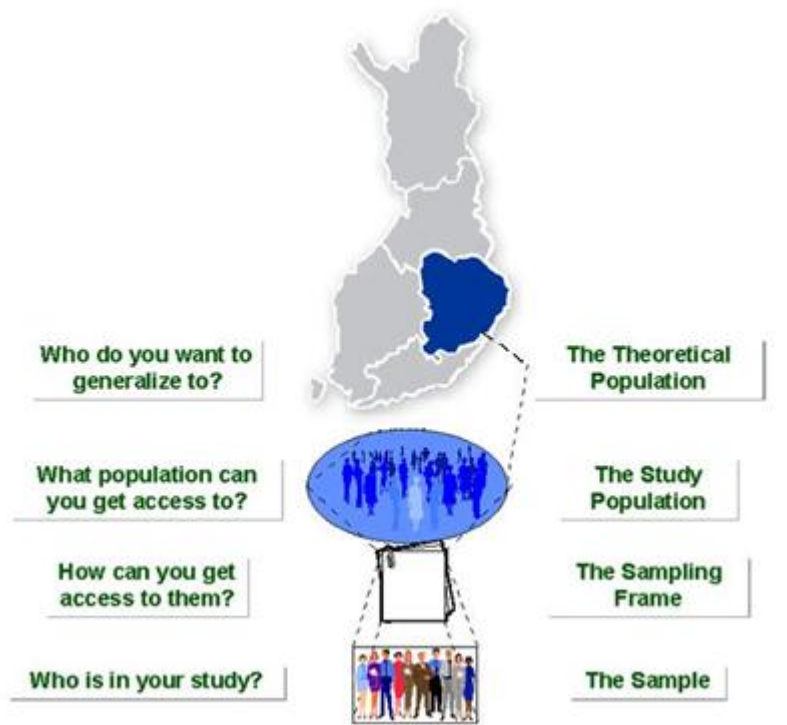 Who do you want to
generalize to?
The Theoretical
Population
What population can
you get access to?
The Study
Population
How can you get
access to them?
The Sampling
Frame
Who is in your study?
The Sample